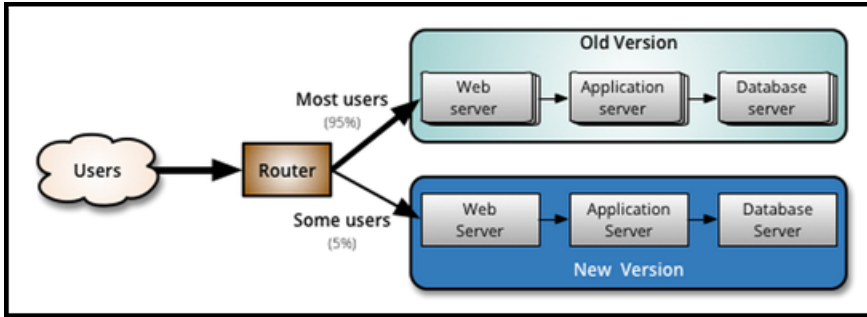 Old Version
Web
server
Application
server
Database
server
Most users
(95%)
Users
Router
Some users
(5%)
Web
Server
Application
Server
Database
Server
New Version